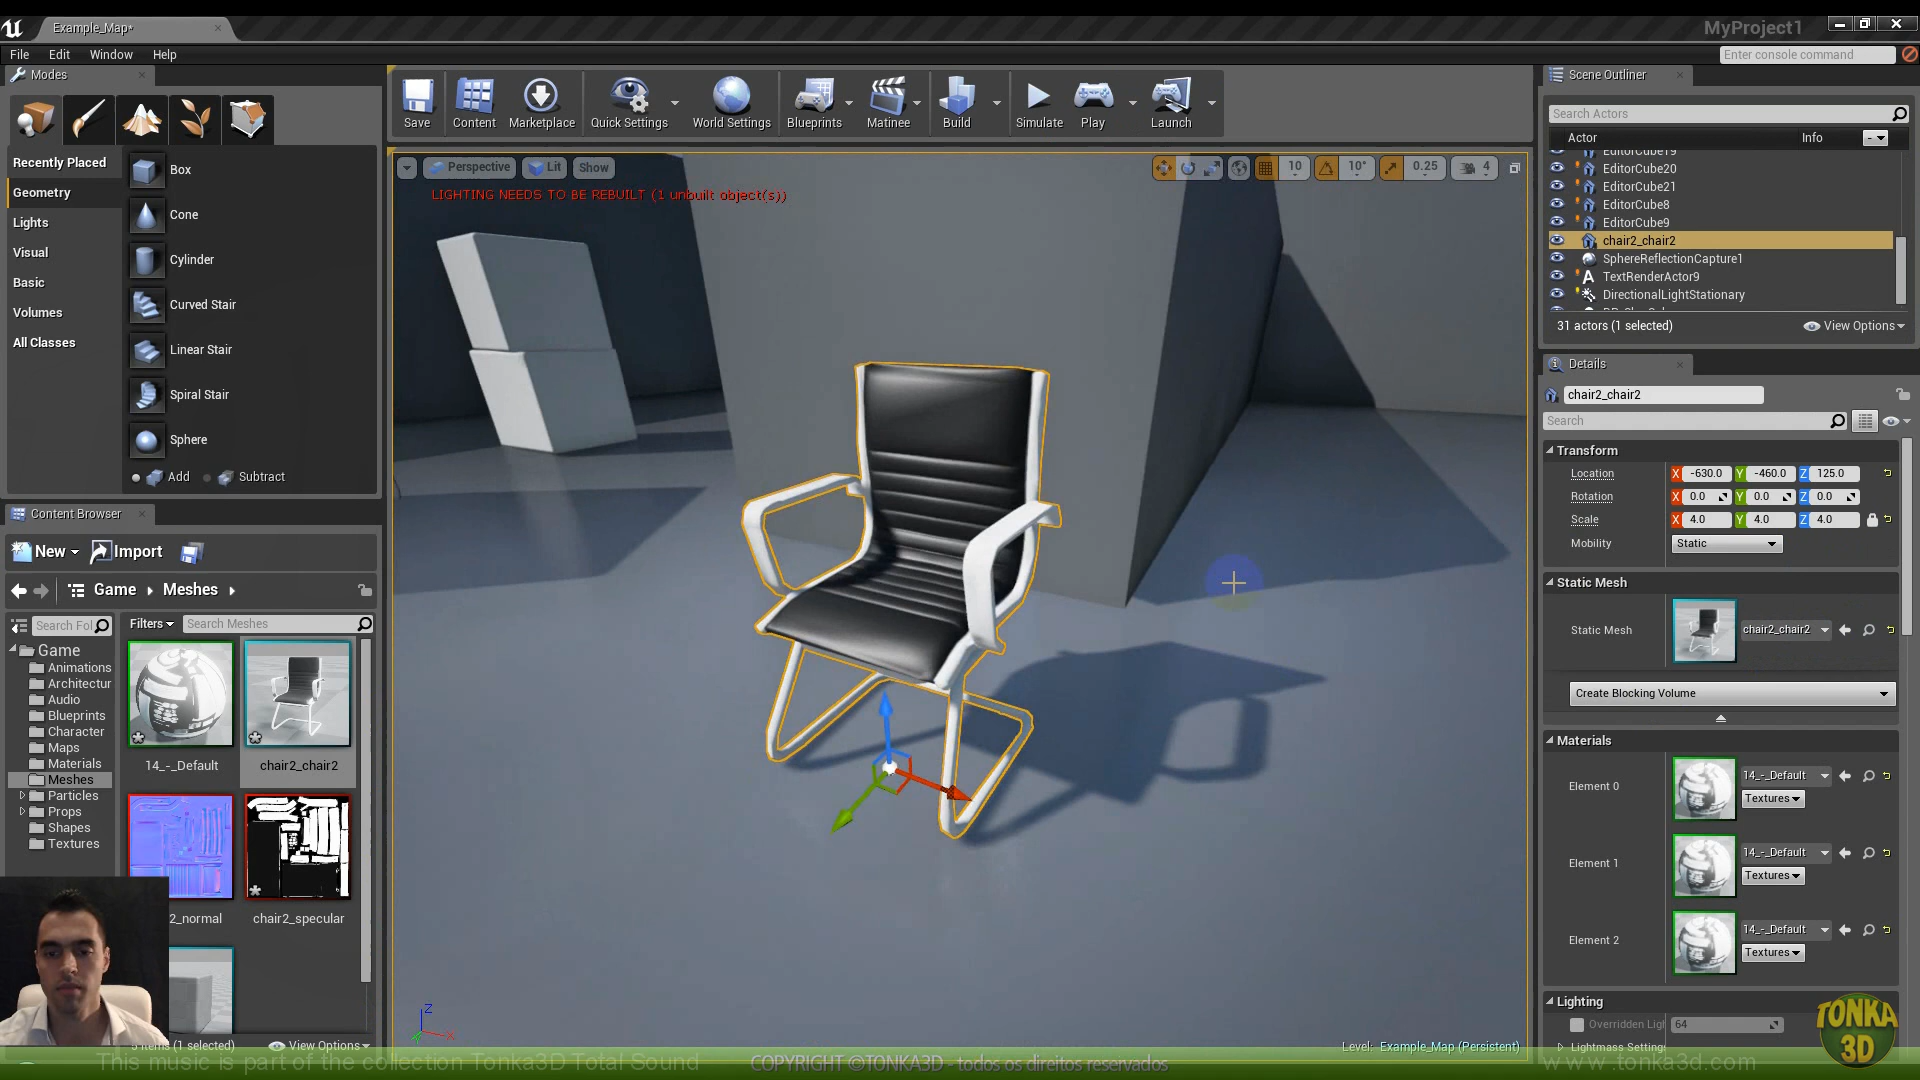 Example_Map*
MyProject1
File Edit Window Help
Enter console command
Modes
Recently Placed
Geometry
Lights
Visual
Basic
Volumes
All Classes
Box
Cone
Cylinder
Curved Stair
Linear Stair
Spiral Stair
Sphere
Add Subtract
Save Content Marketplace Quick Settings World Settings Blueprints Matinee Build Simulate Play Launch
Perspective Lit Show
10 10° 0.25 4
LIGHTING NEEDS TO BE REBUILT (1 unbuilt object(s))
Z
X
Level: Example_Map (Persistent)
Content Browser
New Import
Game Meshes
Search Fol
Filters Search Meshes
Game
Animations
Architectur
Audio
Blueprints
Character
Maps
Materials
Meshes
Particles
Props
Shapes
Textures
14_-_Default
chair2_chair2
2_normal
chair2_specular
5 items (1 selected) View Options
Scene Outliner
Search Actors
Actor Info
EditorCube19
EditorCube20
EditorCube21
EditorCube8
EditorCube9
chair2_chair2
SphereReflectionCapture1
TextRenderActor9
DirectionalLightStationary
31 actors (1 selected) View Options
Details
chair2_chair2
Search
Transform
Location X -630.0 Y -460.0 Z 125.0
Rotation X 0.0 Y 0.0 Z 0.0
Scale X 4.0 Y 4.0 Z 4.0
Mobility Static
Static Mesh
Static Mesh chair2_chair2
Create Blocking Volume
Materials
Element 0 14_-_Default
Textures
Element 1 14_-_Default
Textures
Element 2 14_-_Default
Textures
Lighting
Overridden Ligh 64
Lightmass Settings
TONKA
3D
This music is part of the collection Tonka3D Total Sound
COPYRIGHT ©TONKA3D - todos os direitos reservados
www.tonka3d.com